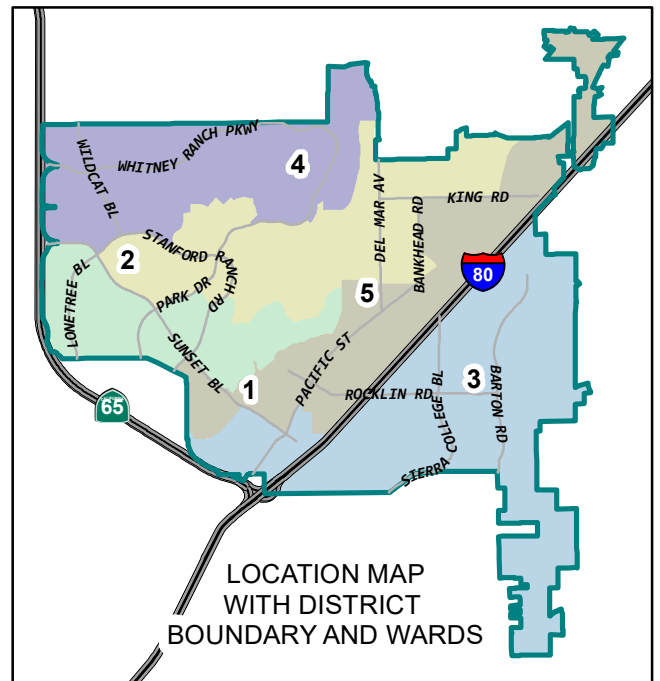 WHITNEY RANCH PKWY
WILDCAT BL
4
KING RD
DEL MAR AV
BANKHEAD RD
STANFORD RANCH RD
2
LONETREE BL
PARK DR
80
5
SUNSET BL
PACIFIC ST
1
ROCKLIN RD
3
SIERRA COLLEGE BL
BARTON RD
65
LOCATION MAP
WITH DISTRICT
BOUNDARY AND WARDS